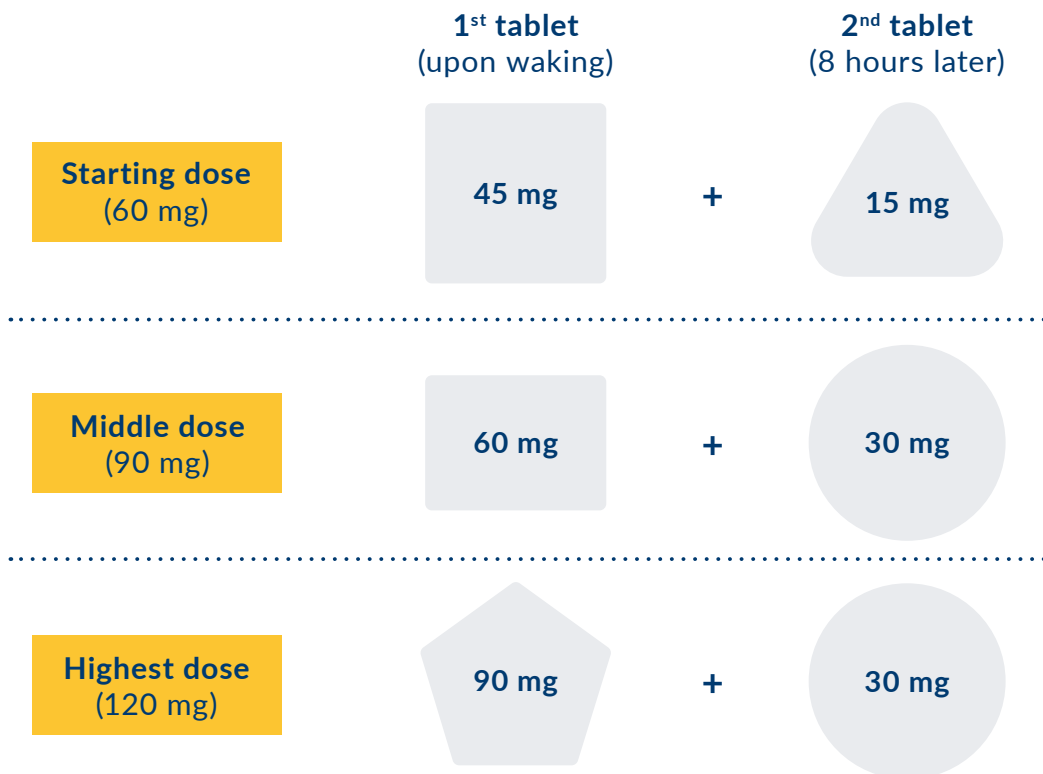 1st tablet
(upon waking)
2nd tablet
(8 hours later)
Starting dose
(60 mg)
45 mg
+
15 mg
Middle dose
(90 mg)
60 mg
+
30 mg
Highest dose
(120 mg)
90 mg
+
30 mg